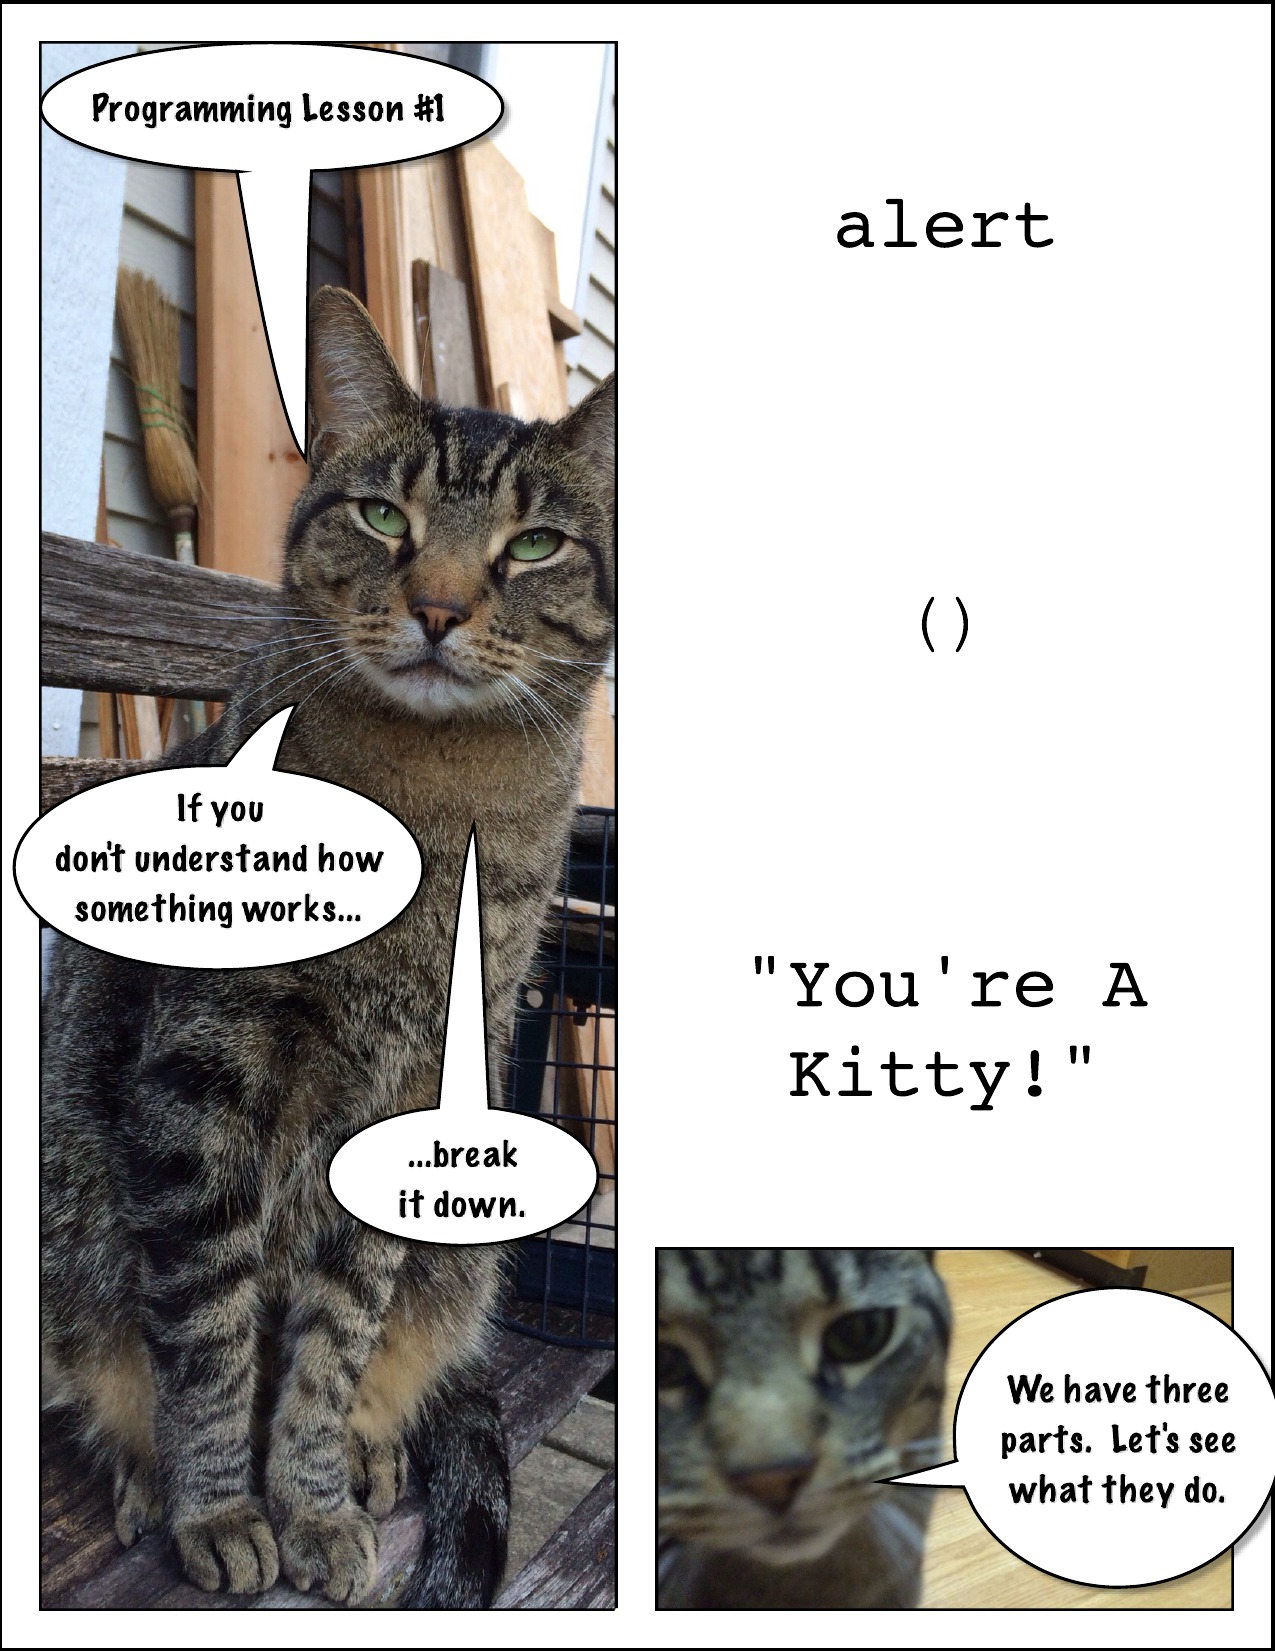 Programming Lesson #1
If you
don't understand how
something works...
...break
it down.
alert
()
"You're A
Kitty!"
We have three
parts.  Let's see
what they do.